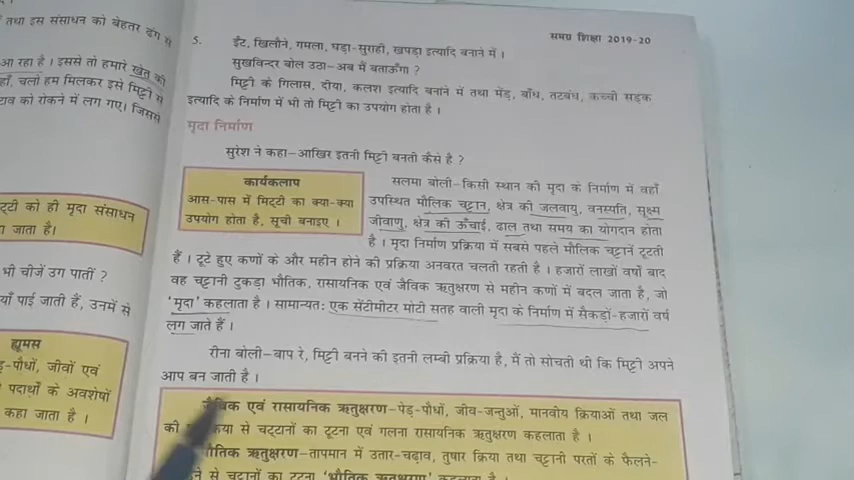 तथा इस संसाधन को बेहतर ढंग से
आ रहा है। इससे तो हमारे खेत की
हाँ, चलो हम मिलकर इसे मिट्टी से
को रोकने में लग गए। जिससे
को ही मृदा संसाधन
जाता है।
भी चीजें उग पातीं ?
पाई जाती हैं, उनमें से
ह्यूमस
जीवों एवं
पदार्थों के अवशेषों
कहा जाता है।
समग्र शिक्षा 2019-20
5. ईंट, खिलौने, गमला, घड़ा-सुराही, खपड़ा इत्यादि बनाने में।
सुखविन्दर बोल उठा–अब मैं बताऊँगा ?
मिट्टी के गिलास, दीया, कलश इत्यादि बनाने में तथा मेंड़, बाँध, तटबंध, कच्ची सड़क
इत्यादि के निर्माण में भी तो मिट्टी का उपयोग होता है।
मृदा निर्माण
सुरेश ने कहा–आखिर इतनी मिट्टी बनती कैसे है ?
कार्यकलाप
आस-पास में मिट्टी का क्या-क्या
उपयोग होता है, सूची बनाइए।
सलमा बोली–किसी स्थान की मृदा के निर्माण में वहाँ
उपस्थित मौलिक चट्टान, क्षेत्र की जलवायु, वनस्पति, सूक्ष्म
जीवाणु, क्षेत्र की ऊँचाई, ढाल तथा समय का योगदान होता
है। मृदा निर्माण प्रक्रिया में सबसे पहले मौलिक चट्टानें टूटती
हैं। टूटे हुए कणों के और महीन होने की प्रक्रिया अनवरत चलती रहती है। हजारों लाखों वर्षों बाद
वह चट्टानी टुकड़ा भौतिक, रासायनिक एवं जैविक ऋतुक्षरण से महीन कणों में बदल जाता है, जो
'मृदा' कहलाता है। सामान्यत: एक सेंटीमीटर मोटी सतह वाली मृदा के निर्माण में सैकड़ों-हजारों वर्ष
लग जाते हैं।
रीना बोली–बाप रे, मिट्टी बनने की इतनी लम्बी प्रक्रिया है, मैं तो सोचती थी कि मिट्टी अपने
आप बन जाती है।
जैविक एवं रासायनिक ऋतुक्षरण–पेड़-पौधों, जीव-जन्तुओं, मानवीय क्रियाओं तथा जल
की से चट्टानों का टूटना एवं गलना रासायनिक ऋतुक्षरण कहलाता है।
भौतिक ऋतुक्षरण–तापमान में उतार-चढ़ाव, तुषार क्रिया तथा चट्टानी परतों के फैलने-
से चट्टानों का टूटना 'भौतिक ऋतुक्षरण' कहलाता है।